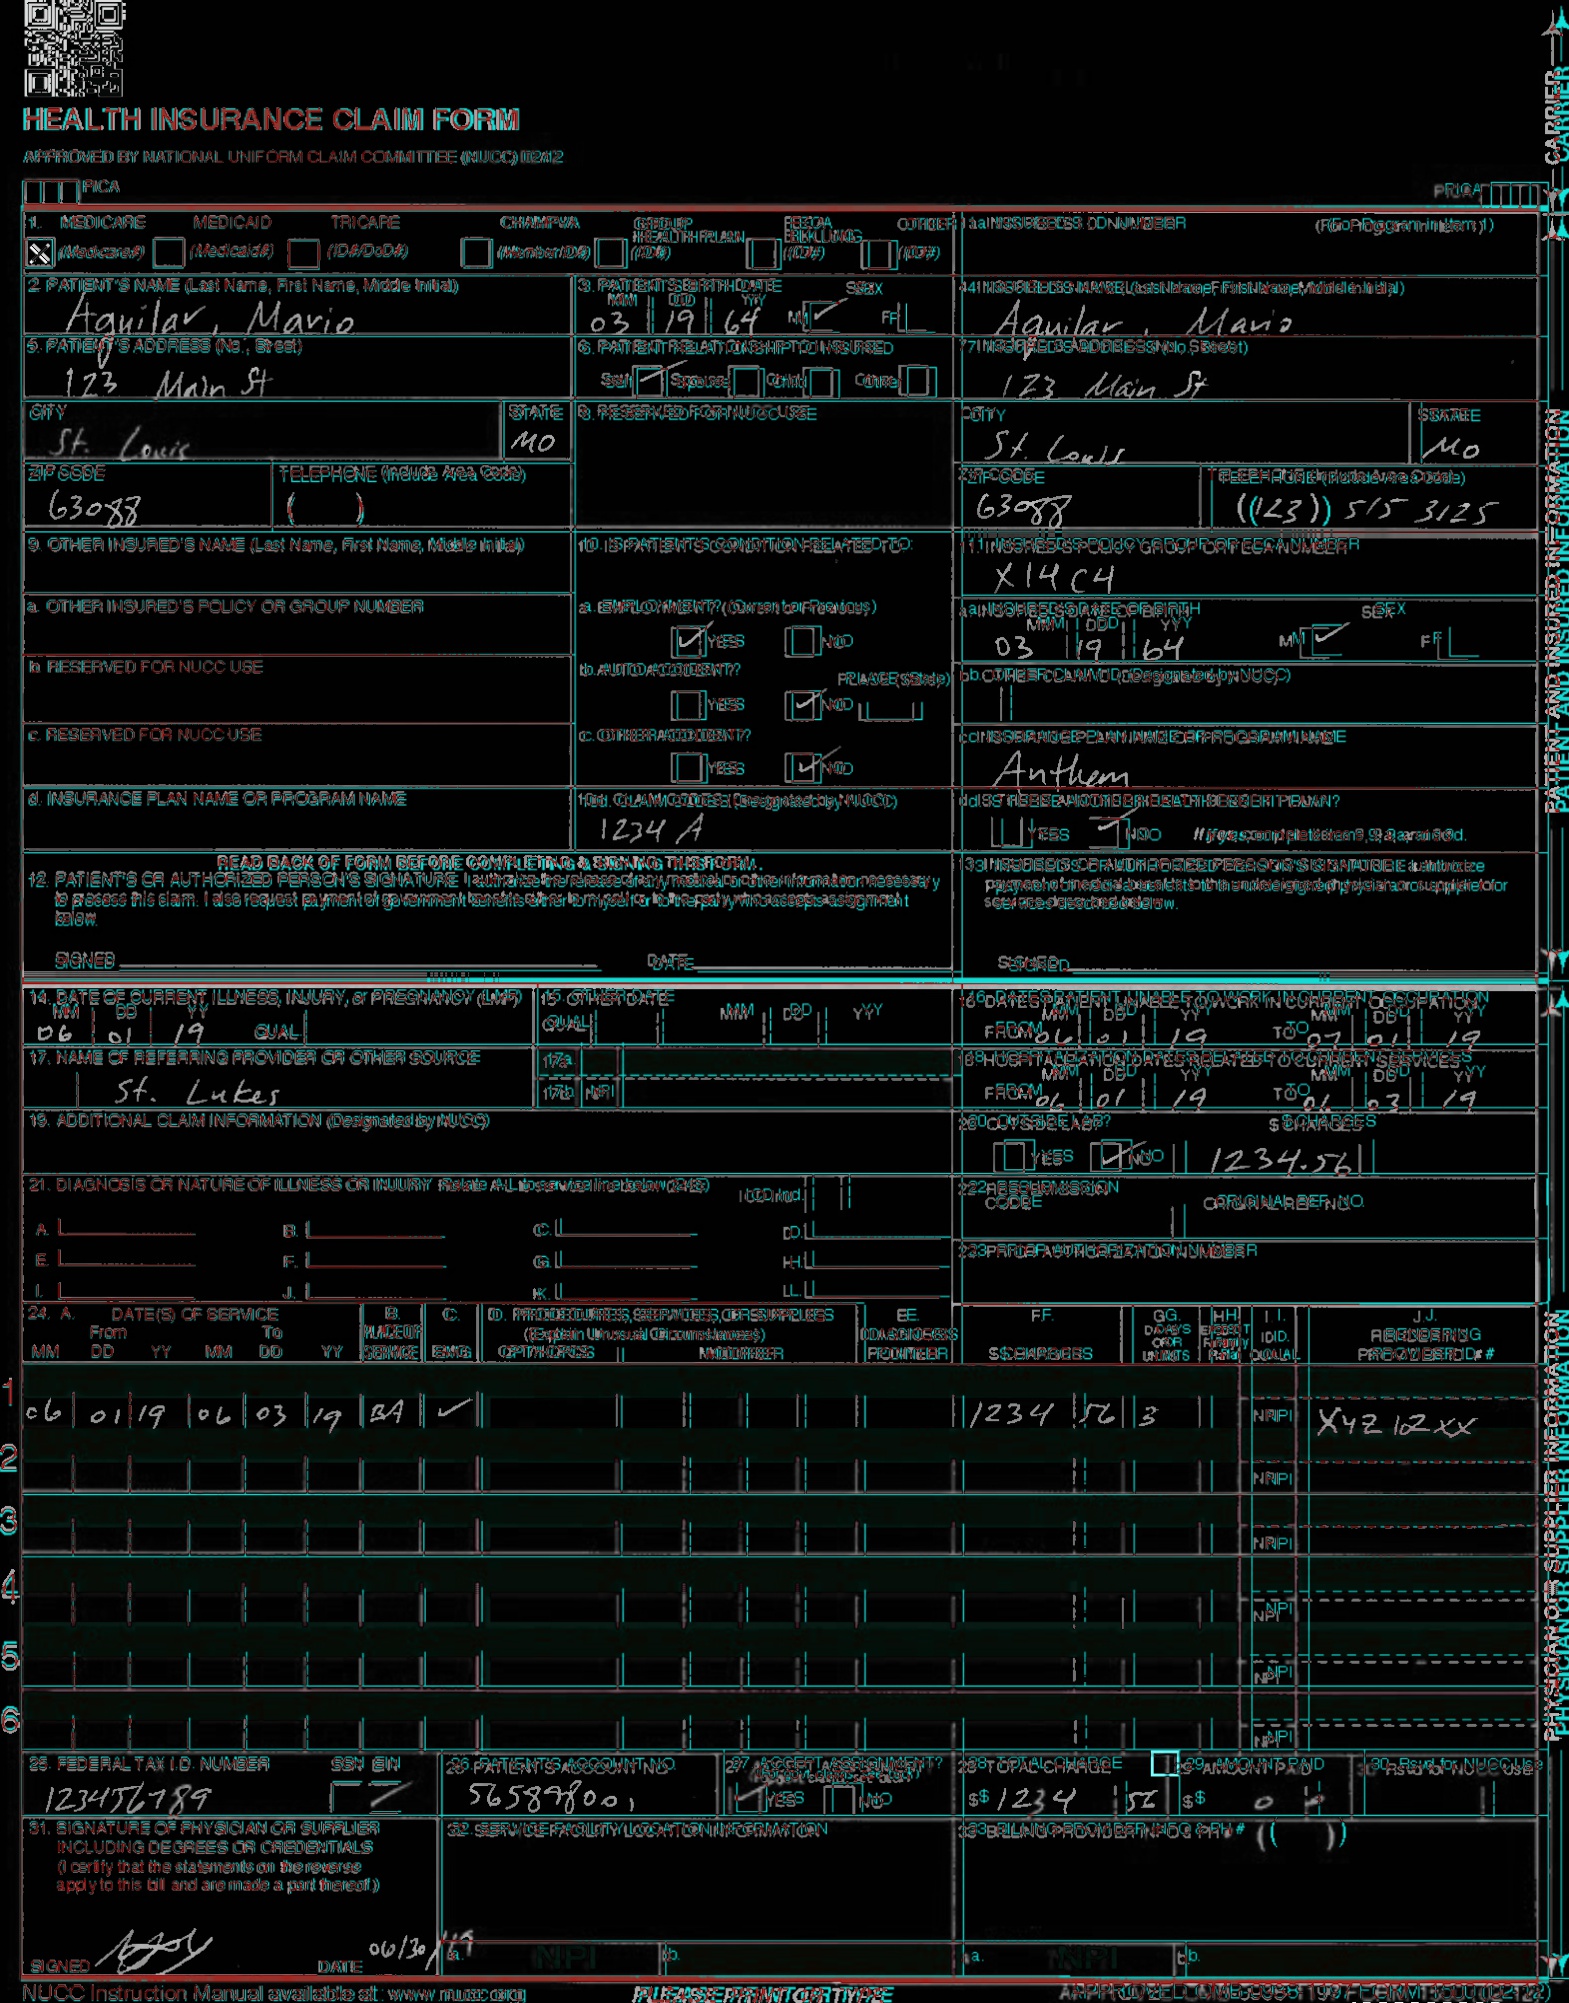 HEALTH INSURANCE CLAIM FORM
APPROVED BY NATIONAL UNIFORM CLAIM COMMITTEE (NUCC) 02/12
PICA PICA
CARRIER
1. MEDICARE MEDICAID TRICARE CHAMPVA GROUP HEALTH PLAN FECA BLK LUNG OTHER
(Medicare#) (Medicaid#) (ID#/DoD#) (Member ID#) (ID#) (ID#) (ID#)
1a. INSURED'S I.D. NUMBER (For Program in Item 1)
2. PATIENT'S NAME (Last Name, First Name, Middle Initial)
Aguilar, Mario
3. PATIENT'S BIRTH DATE SEX
MM DD YY
03 19 64 M F
4. INSURED'S NAME (Last Name, First Name, Middle Initial)
Aguilar, Mario
5. PATIENT'S ADDRESS (No., Street)
123 Main St
6. PATIENT RELATIONSHIP TO INSURED
Self Spouse Child Other
7. INSURED'S ADDRESS (No., Street)
123 Main St
CITY STATE
St. Louis MO
8. RESERVED FOR NUCC USE
CITY STATE
St. Louis MO
ZIP CODE TELEPHONE (Include Area Code)
63088 ( )
ZIP CODE TELEPHONE (Include Area Code)
63088 (123) 515 3125
9. OTHER INSURED'S NAME (Last Name, First Name, Middle Initial)
10. IS PATIENT'S CONDITION RELATED TO:
11. INSURED'S POLICY GROUP OR FECA NUMBER
X14C4
a. OTHER INSURED'S POLICY OR GROUP NUMBER
a. EMPLOYMENT? (Current or Previous)
YES NO
a. INSURED'S DATE OF BIRTH SEX
MM DD YY
03 19 64 M F
b. RESERVED FOR NUCC USE
b. AUTO ACCIDENT? PLACE (State)
YES NO
b. OTHER CLAIM ID (Designated by NUCC)
c. RESERVED FOR NUCC USE
c. OTHER ACCIDENT?
YES NO
c. INSURANCE PLAN NAME OR PROGRAM NAME
Anthem
d. INSURANCE PLAN NAME OR PROGRAM NAME
10d. CLAIM CODES (Designated by NUCC)
1234 A
d. IS THERE ANOTHER HEALTH BENEFIT PLAN?
YES NO If yes, complete items 9, 9a, and 9d.
READ BACK OF FORM BEFORE COMPLETING & SIGNING THIS FORM.
12. PATIENT'S OR AUTHORIZED PERSON'S SIGNATURE I authorize the release of any medical or other information necessary
to process this claim. I also request payment of government benefits either to myself or to the party who accepts assignment
below.
SIGNED DATE
13. INSURED'S OR AUTHORIZED PERSON'S SIGNATURE I authorize
payment of medical benefits to the undersigned physician or supplier for
services described below.
SIGNED
PATIENT AND INSURED INFORMATION
14. DATE OF CURRENT ILLNESS, INJURY, or PREGNANCY (LMP)
MM DD YY
06 01 19 QUAL.
15. OTHER DATE
QUAL. MM DD YY
16. DATES PATIENT UNABLE TO WORK IN CURRENT OCCUPATION
MM DD YY MM DD YY
FROM 06 01 19 TO 07 01 19
17. NAME OF REFERRING PROVIDER OR OTHER SOURCE
St. Lukes
17a.
17b. NPI
18. HOSPITALIZATION DATES RELATED TO CURRENT SERVICES
MM DD YY MM DD YY
FROM 06 01 19 TO 06 03 19
19. ADDITIONAL CLAIM INFORMATION (Designated by NUCC)
20. OUTSIDE LAB? $ CHARGES
YES NO 1234.56
21. DIAGNOSIS OR NATURE OF ILLNESS OR INJURY Relate A-L to service line below (24E) ICD Ind.
A. B. C. D.
E. F. G. H.
I. J. K. L.
22. RESUBMISSION CODE ORIGINAL REF. NO.
23. PRIOR AUTHORIZATION NUMBER
24. A. DATE(S) OF SERVICE B. C. D. PROCEDURES, SERVICES, OR SUPPLIES E. F. G. H. I. J.
From To PLACE OF SERVICE EMG (Explain Unusual Circumstances) DIAGNOSIS POINTER $ CHARGES DAYS OR UNITS EPSDT Family Plan ID. QUAL. RENDERING PROVIDER ID. #
MM DD YY MM DD YY CPT/HCPCS MODIFIER
1 06 01 19 06 03 19 BA 1234 56 3 NPI XYZ12XX
2 NPI
3 NPI
4 NPI
5 NPI
6 NPI
PHYSICIAN OR SUPPLIER INFORMATION
25. FEDERAL TAX I.D. NUMBER SSN EIN
123456789
26. PATIENT'S ACCOUNT NO.
565898001
27. ACCEPT ASSIGNMENT?
YES NO
28. TOTAL CHARGE
$ 1234 56
29. AMOUNT PAID
$ 0
30. Rsvd for NUCC Use
31. SIGNATURE OF PHYSICIAN OR SUPPLIER
INCLUDING DEGREES OR CREDENTIALS
(I certify that the statements on the reverse
apply to this bill and are made a part thereof.)
SIGNED DATE 06/30/19
32. SERVICE FACILITY LOCATION INFORMATION
a. NPI b.
33. BILLING PROVIDER INFO & PH # ( )
a. NPI b.
NUCC Instruction Manual available at: www.nucc.org
PLEASE PRINT OR TYPE